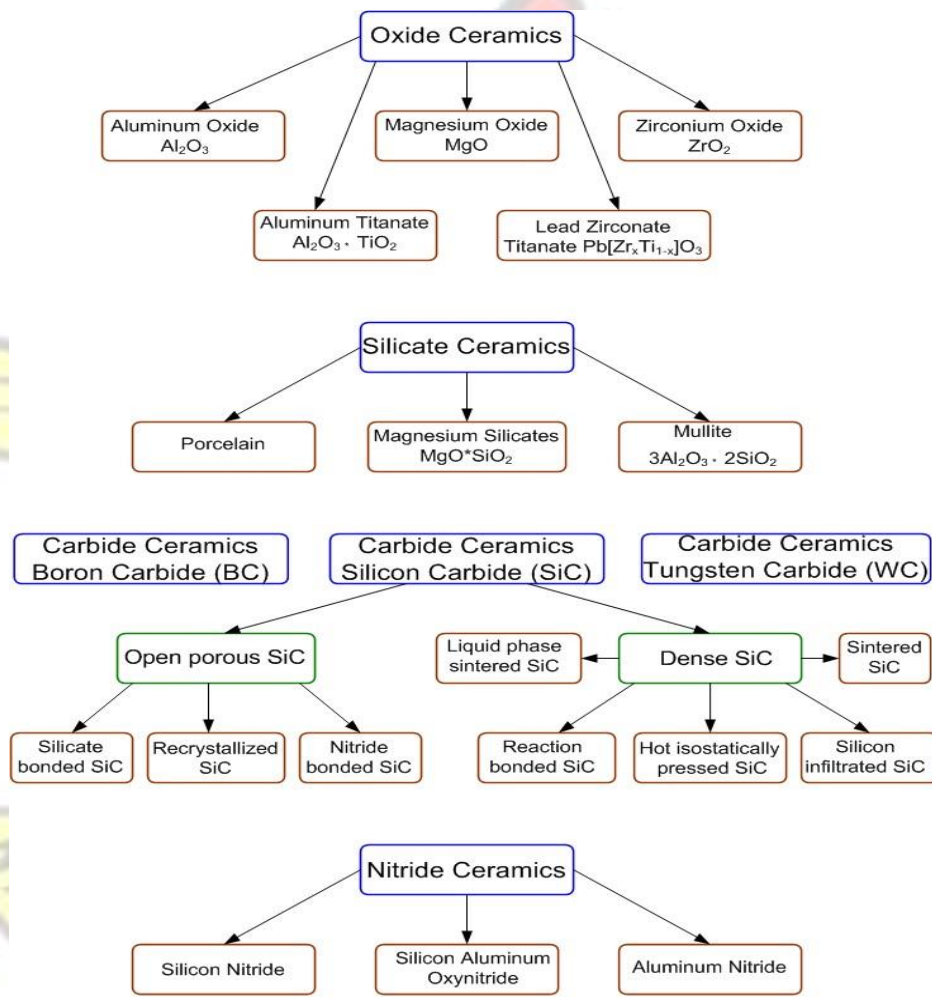 Oxide Ceramics
Aluminum Oxide
Al₂O₃
Magnesium Oxide
MgO
Zirconium Oxide
ZrO₂
Aluminum Titanate
Al₂O₃ · TiO₂
Lead Zirconate
Titanate Pb[ZrₓTi₁₋ₓ]O₃
Silicate Ceramics
Porcelain
Magnesium Silicates
MgO*SiO₂
Mullite
3Al₂O₃ · 2SiO₂
Carbide Ceramics
Boron Carbide (BC)
Carbide Ceramics
Silicon Carbide (SiC)
Carbide Ceramics
Tungsten Carbide (WC)
Open porous SiC
Liquid phase
sintered SiC
Dense SiC
Sintered
SiC
Silicate
bonded SiC
Recrystallized
SiC
Nitride
bonded SiC
Reaction
bonded SiC
Hot isostatically
pressed SiC
Silicon
infiltrated SiC
Nitride Ceramics
Silicon Nitride
Silicon Aluminum
Oxynitride
Aluminum Nitride